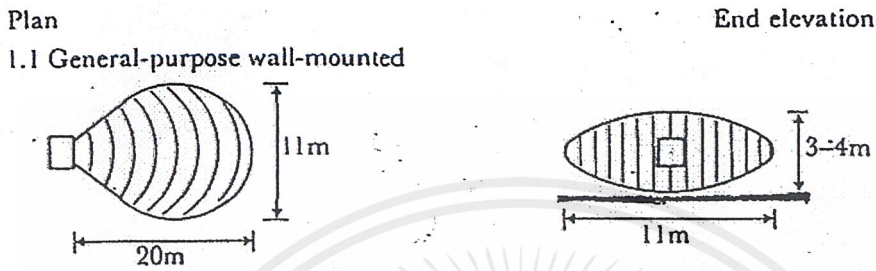 Plan
End elevation
1.1 General-purpose wall-mounted
11m
20m
3-4m
11m